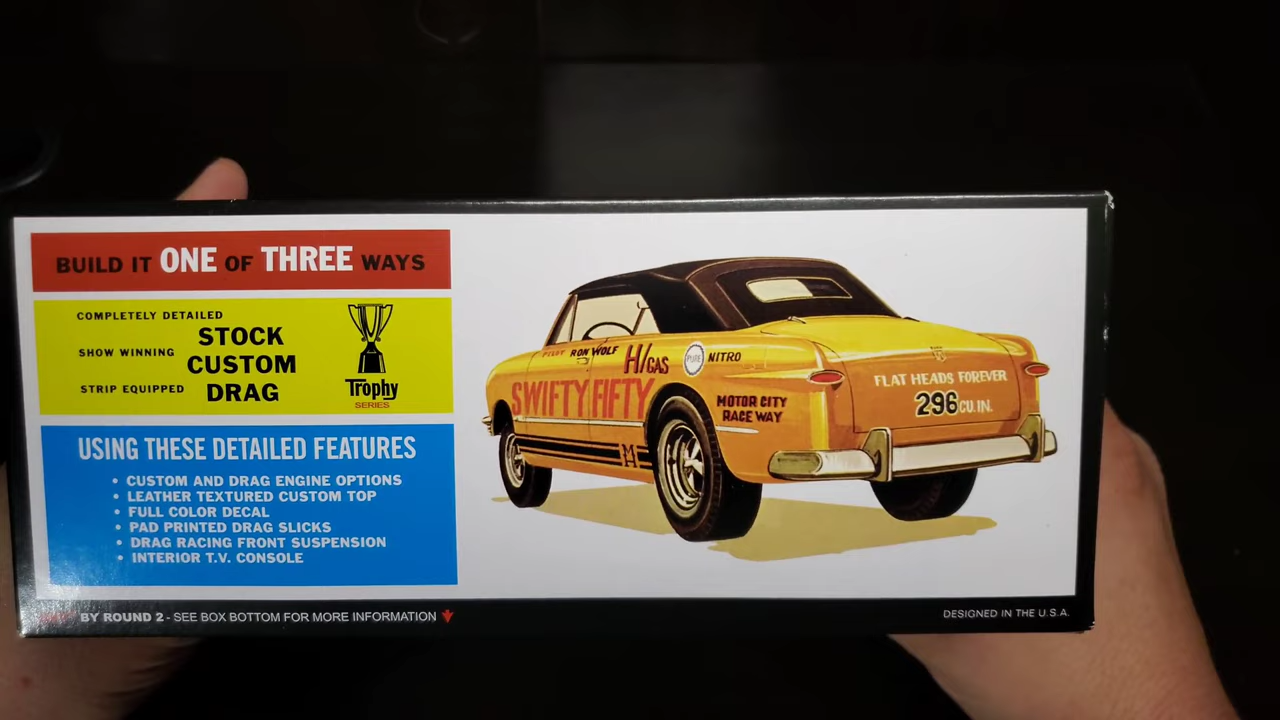 BUILD IT ONE OF THREE WAYS
COMPLETELY DETAILED
STOCK
SHOW WINNING
CUSTOM
STRIP EQUIPPED
DRAG
Trophy
SERIES
USING THESE DETAILED FEATURES
• CUSTOM AND DRAG ENGINE OPTIONS
• LEATHER TEXTURED CUSTOM TOP
• FULL COLOR DECAL
• PAD PRINTED DRAG SLICKS
• DRAG RACING FRONT SUSPENSION
• INTERIOR T.V. CONSOLE
BY ROUND 2 - SEE BOX BOTTOM FOR MORE INFORMATION
PILOT RON WOLF
H/GAS
PURE
NITRO
SWIFTY FIFTY
MOTOR CITY
RACE WAY
M
FLAT HEADS FOREVER
296 CU.IN.
DESIGNED IN THE U.S.A.